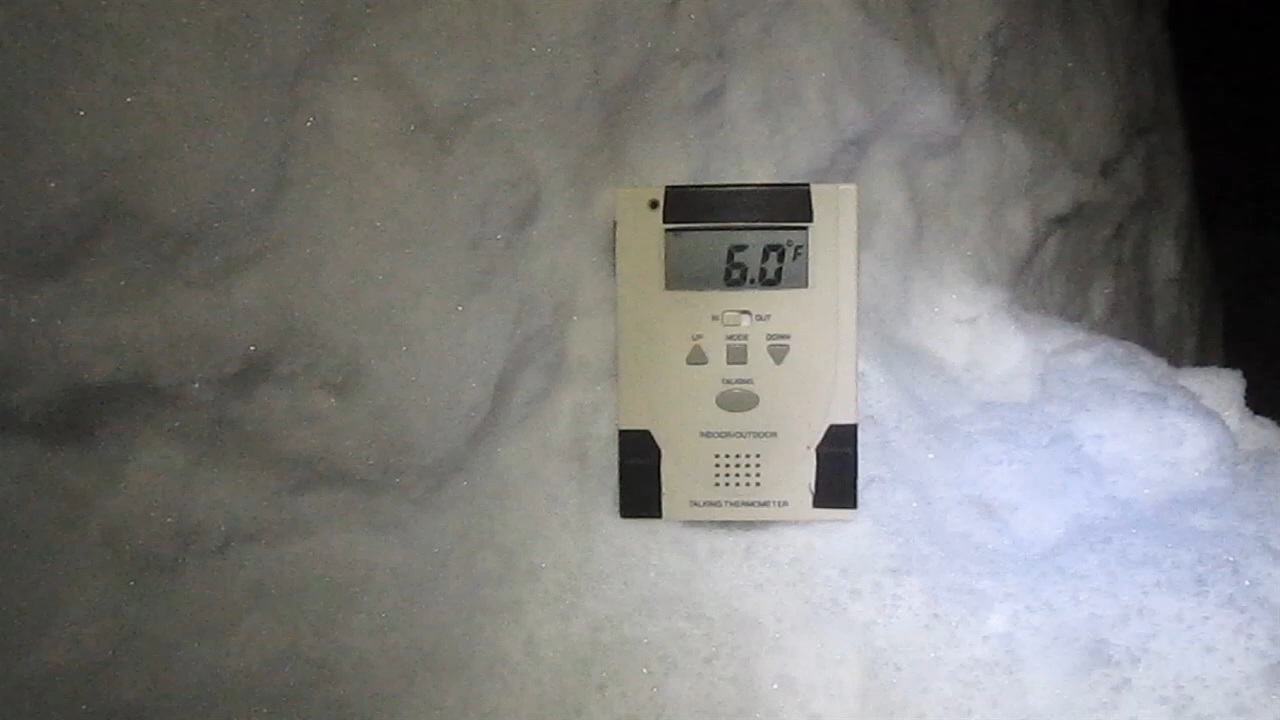 6.0°F
IN OUT
UP MODE DOWN
TALKING
INDOOR/OUTDOOR
TALKING THERMOMETER